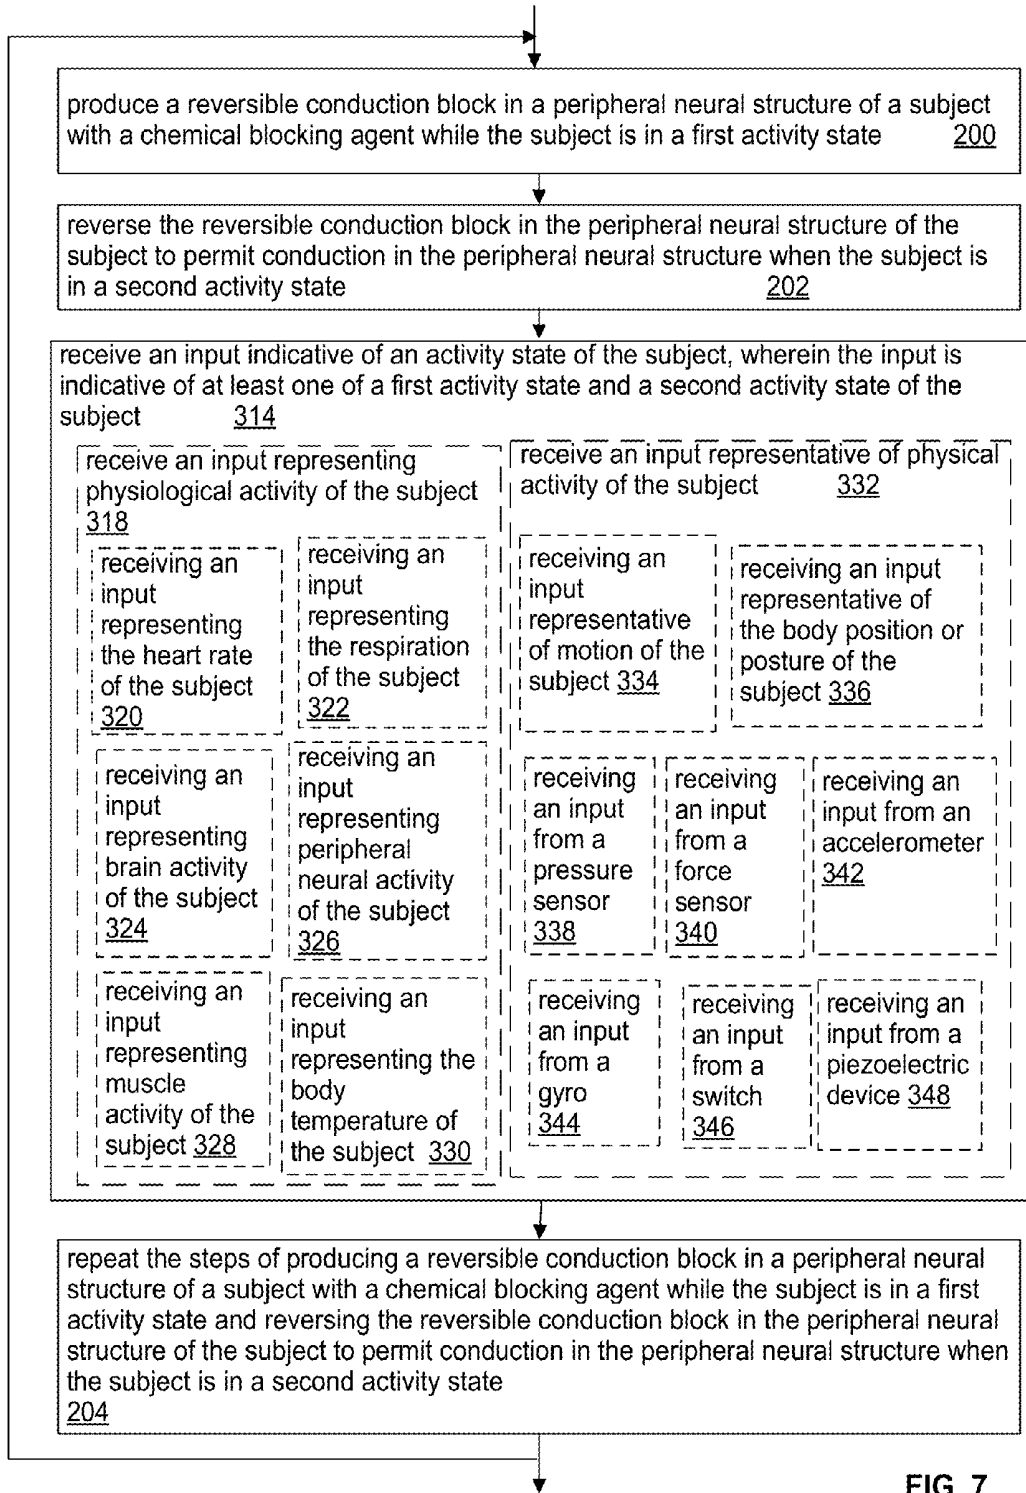 produce a reversible conduction block in a peripheral neural structure of a subject
with a chemical blocking agent while the subject is in a first activity state 200
reverse the reversible conduction block in the peripheral neural structure of the
subject to permit conduction in the peripheral neural structure when the subject is
in a second activity state 202
receive an input indicative of an activity state of the subject, wherein the input is
indicative of at least one of a first activity state and a second activity state of the
subject 314
receive an input representing
physiological activity of the subject
318
receiving an
input
representing
the heart rate
of the subject
320
receiving an
input
representing
the respiration
of the subject
322
receiving an
input
representing
brain activity
of the subject
324
receiving an
input
representing
peripheral
neural activity
of the subject
326
receiving an
input
representing
muscle
activity of the
subject 328
receiving an
input
representing the
body
temperature of
the subject 330
receive an input representative of physical
activity of the subject 332
receiving an
input
representative
of motion of the
subject 334
receiving an input
representative of
the body position or
posture of the
subject 336
receiving
an input
from a
pressure
sensor
338
receiving
an input
from a
force
sensor
340
receiving an
input from an
accelerometer
342
receiving
an input
from a
gyro
344
receiving
an input
from a
switch
346
receiving an
input from a
piezoelectric
device 348
repeat the steps of producing a reversible conduction block in a peripheral neural
structure of a subject with a chemical blocking agent while the subject is in a first
activity state and reversing the reversible conduction block in the peripheral neural
structure of the subject to permit conduction in the peripheral neural structure when
the subject is in a second activity state
204
FIG. 7